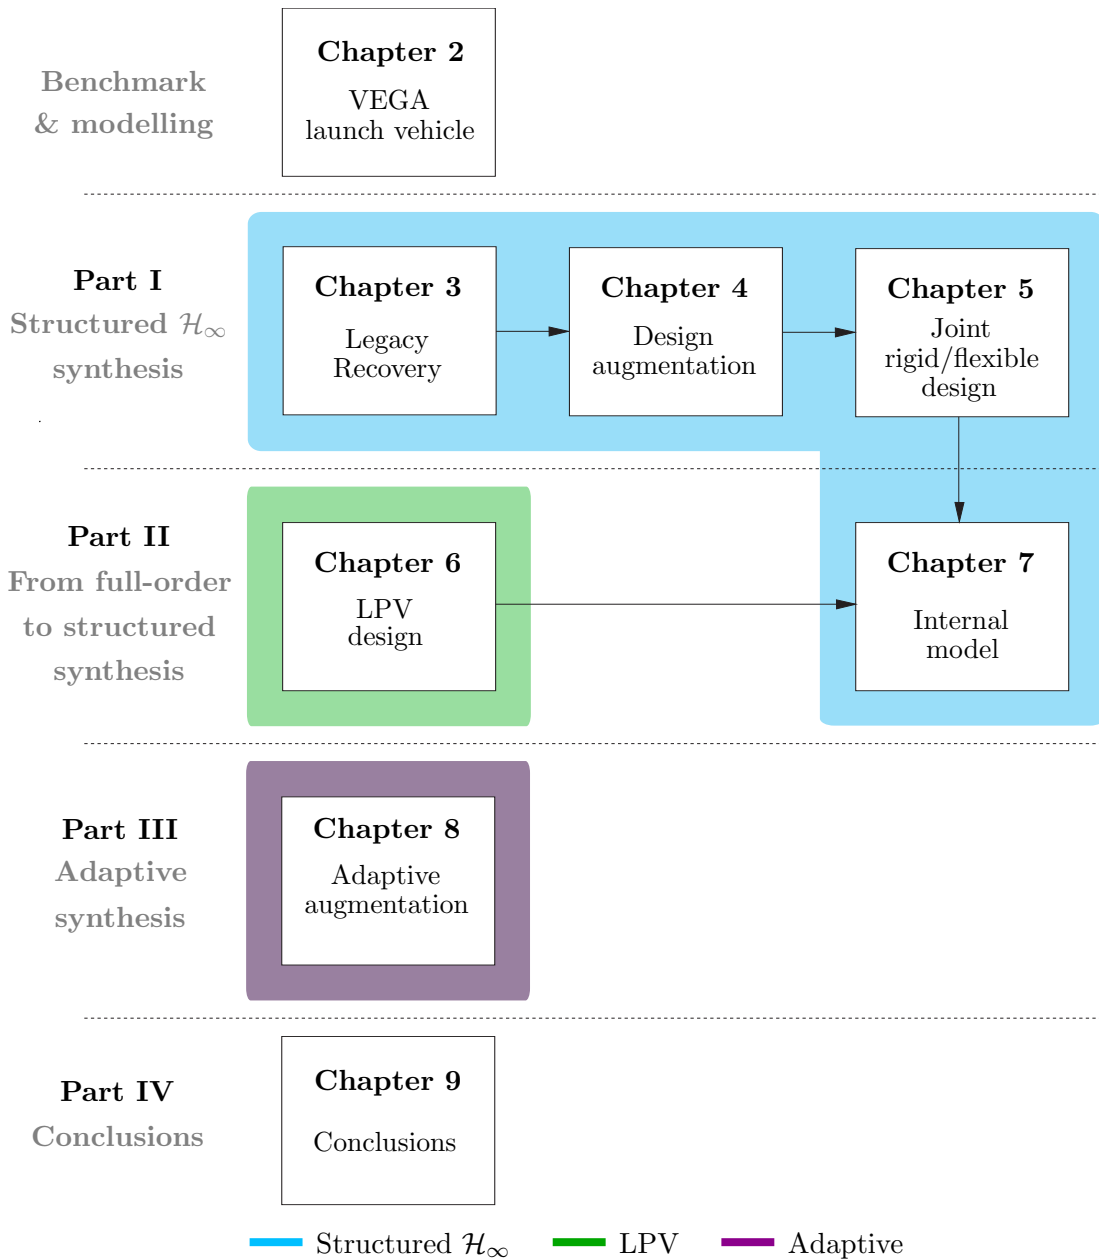 Benchmark
& modelling
Chapter 2
VEGA
launch vehicle
Part I
Structured ℋ∞
synthesis
.
Chapter 3
Legacy
Recovery
Chapter 4
Design
augmentation
Chapter 5
Joint
rigid/flexible
design
Part II
From full-order
to structured
synthesis
Chapter 6
LPV
design
Chapter 7
Internal
model
Part III
Adaptive
synthesis
Chapter 8
Adaptive
augmentation
Part IV
Conclusions
Chapter 9
Conclusions
Structured ℋ∞ LPV Adaptive